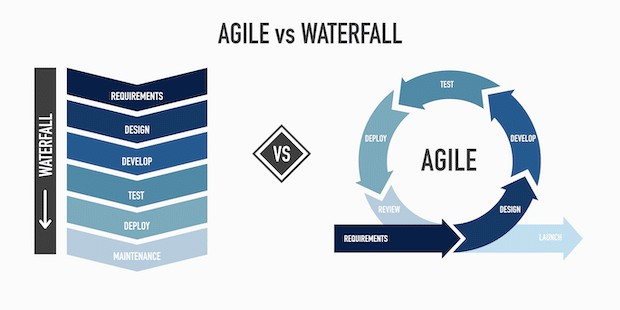 AGILE vs WATERFALL
WATERFALL
REQUIREMENTS
DESIGN
DEVELOP
TEST
DEPLOY
MAINTENANCE
VS
AGILE
REQUIREMENTS
DESIGN
DEVELOP
TEST
DEPLOY
REVIEW
LAUNCH